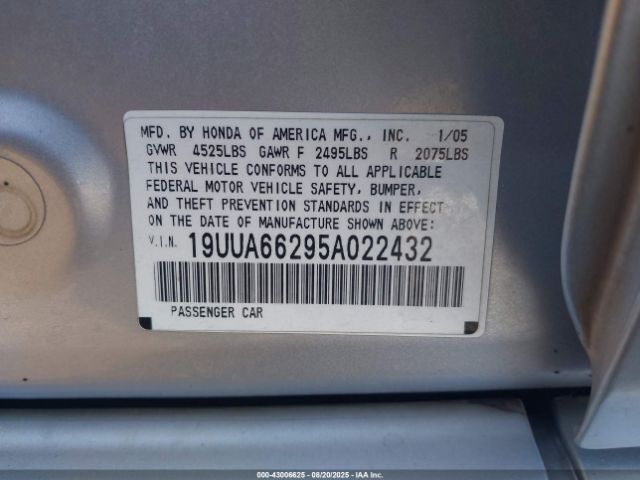 MFD. BY HONDA OF AMERICA MFG., INC. 1/05
GVWR 4525LBS GAWR F 2495LBS R 2075LBS
THIS VEHICLE CONFORMS TO ALL APPLICABLE
FEDERAL MOTOR VEHICLE SAFETY, BUMPER,
AND THEFT PREVENTION STANDARDS IN EFFECT
ON THE DATE OF MANUFACTURE SHOWN ABOVE:
V.I.N. 19UUA66295A022432
PASSENGER CAR
000-43006625 - 08/20/2025 - IAA Inc.